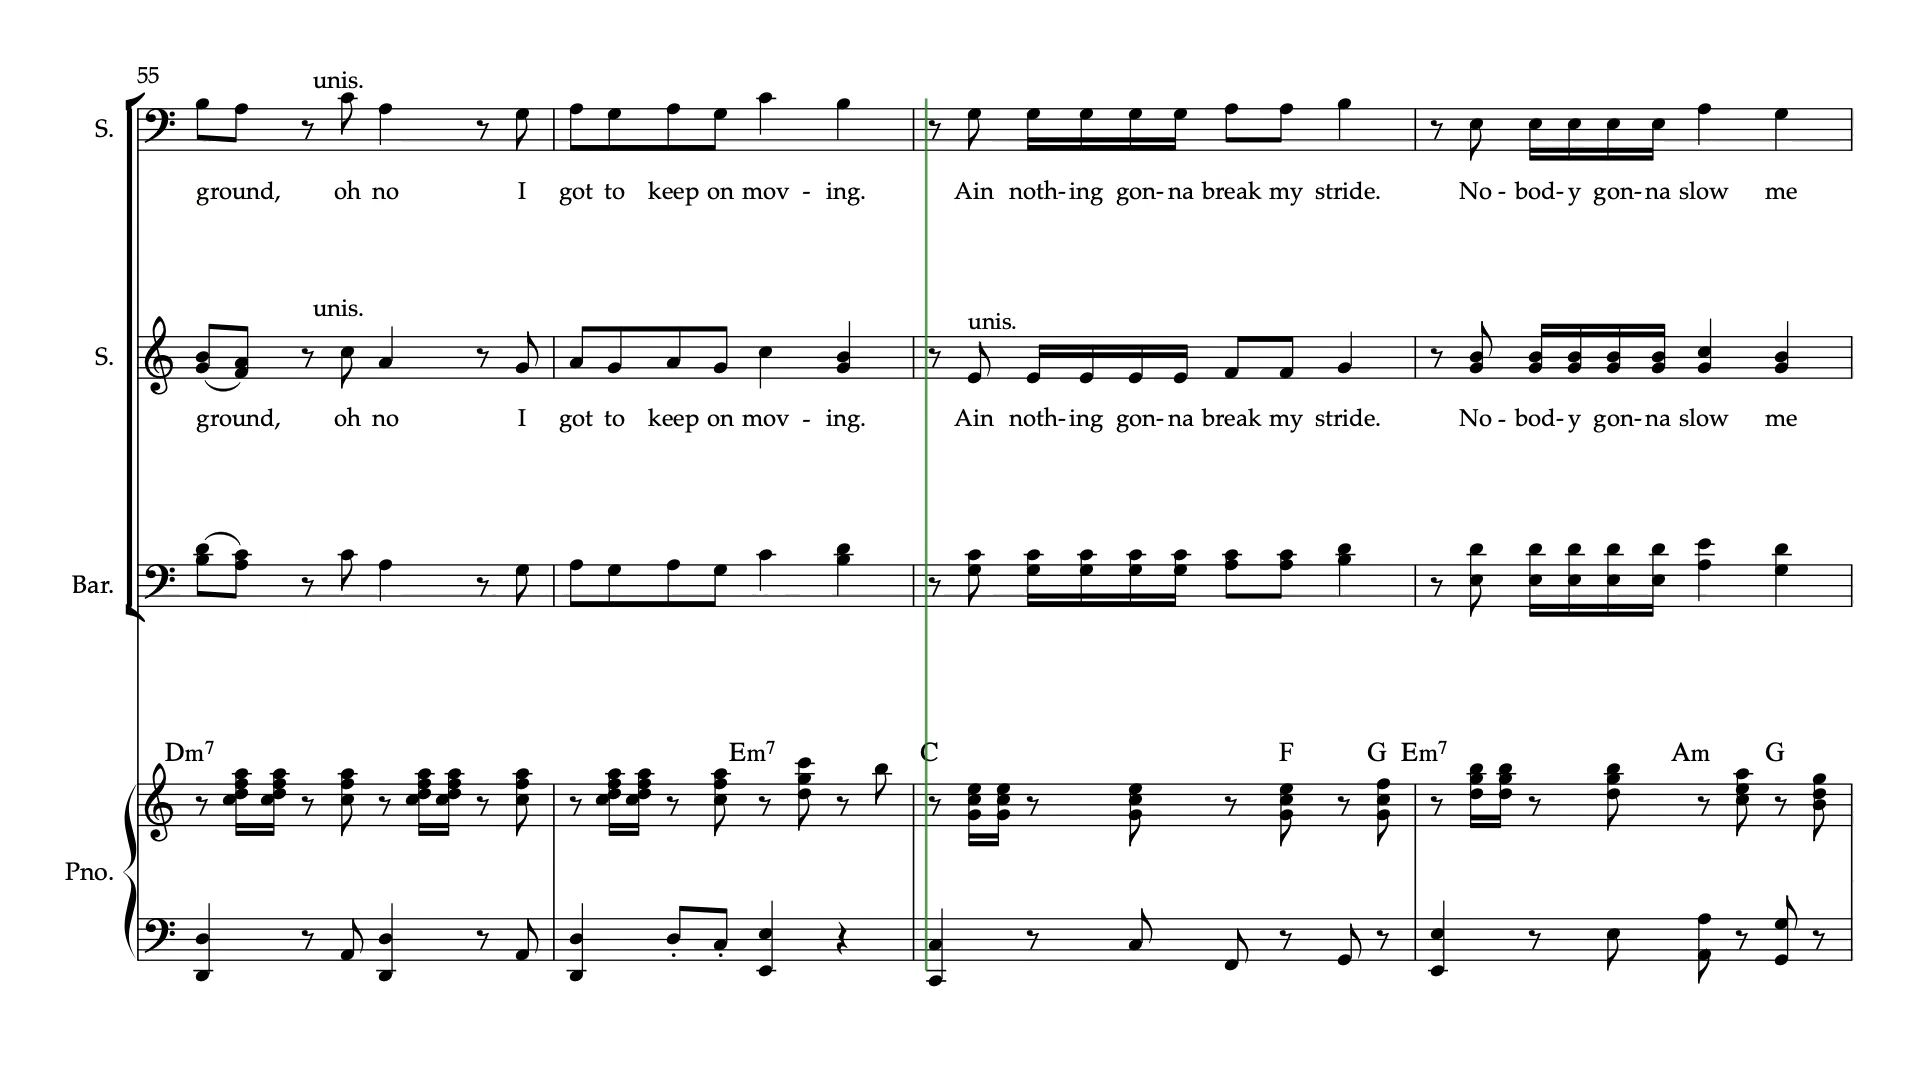 55
unis.
S.
ground, oh no I got to keep on mov - ing. Ain noth-ing gon-na break my stride. No - bod-y gon-na slow me
unis.
unis.
S.
ground, oh no I got to keep on mov - ing. Ain noth-ing gon-na break my stride. No - bod-y gon-na slow me
Bar.
Dm7 Em7 C F G Em7 Am G
Pno.